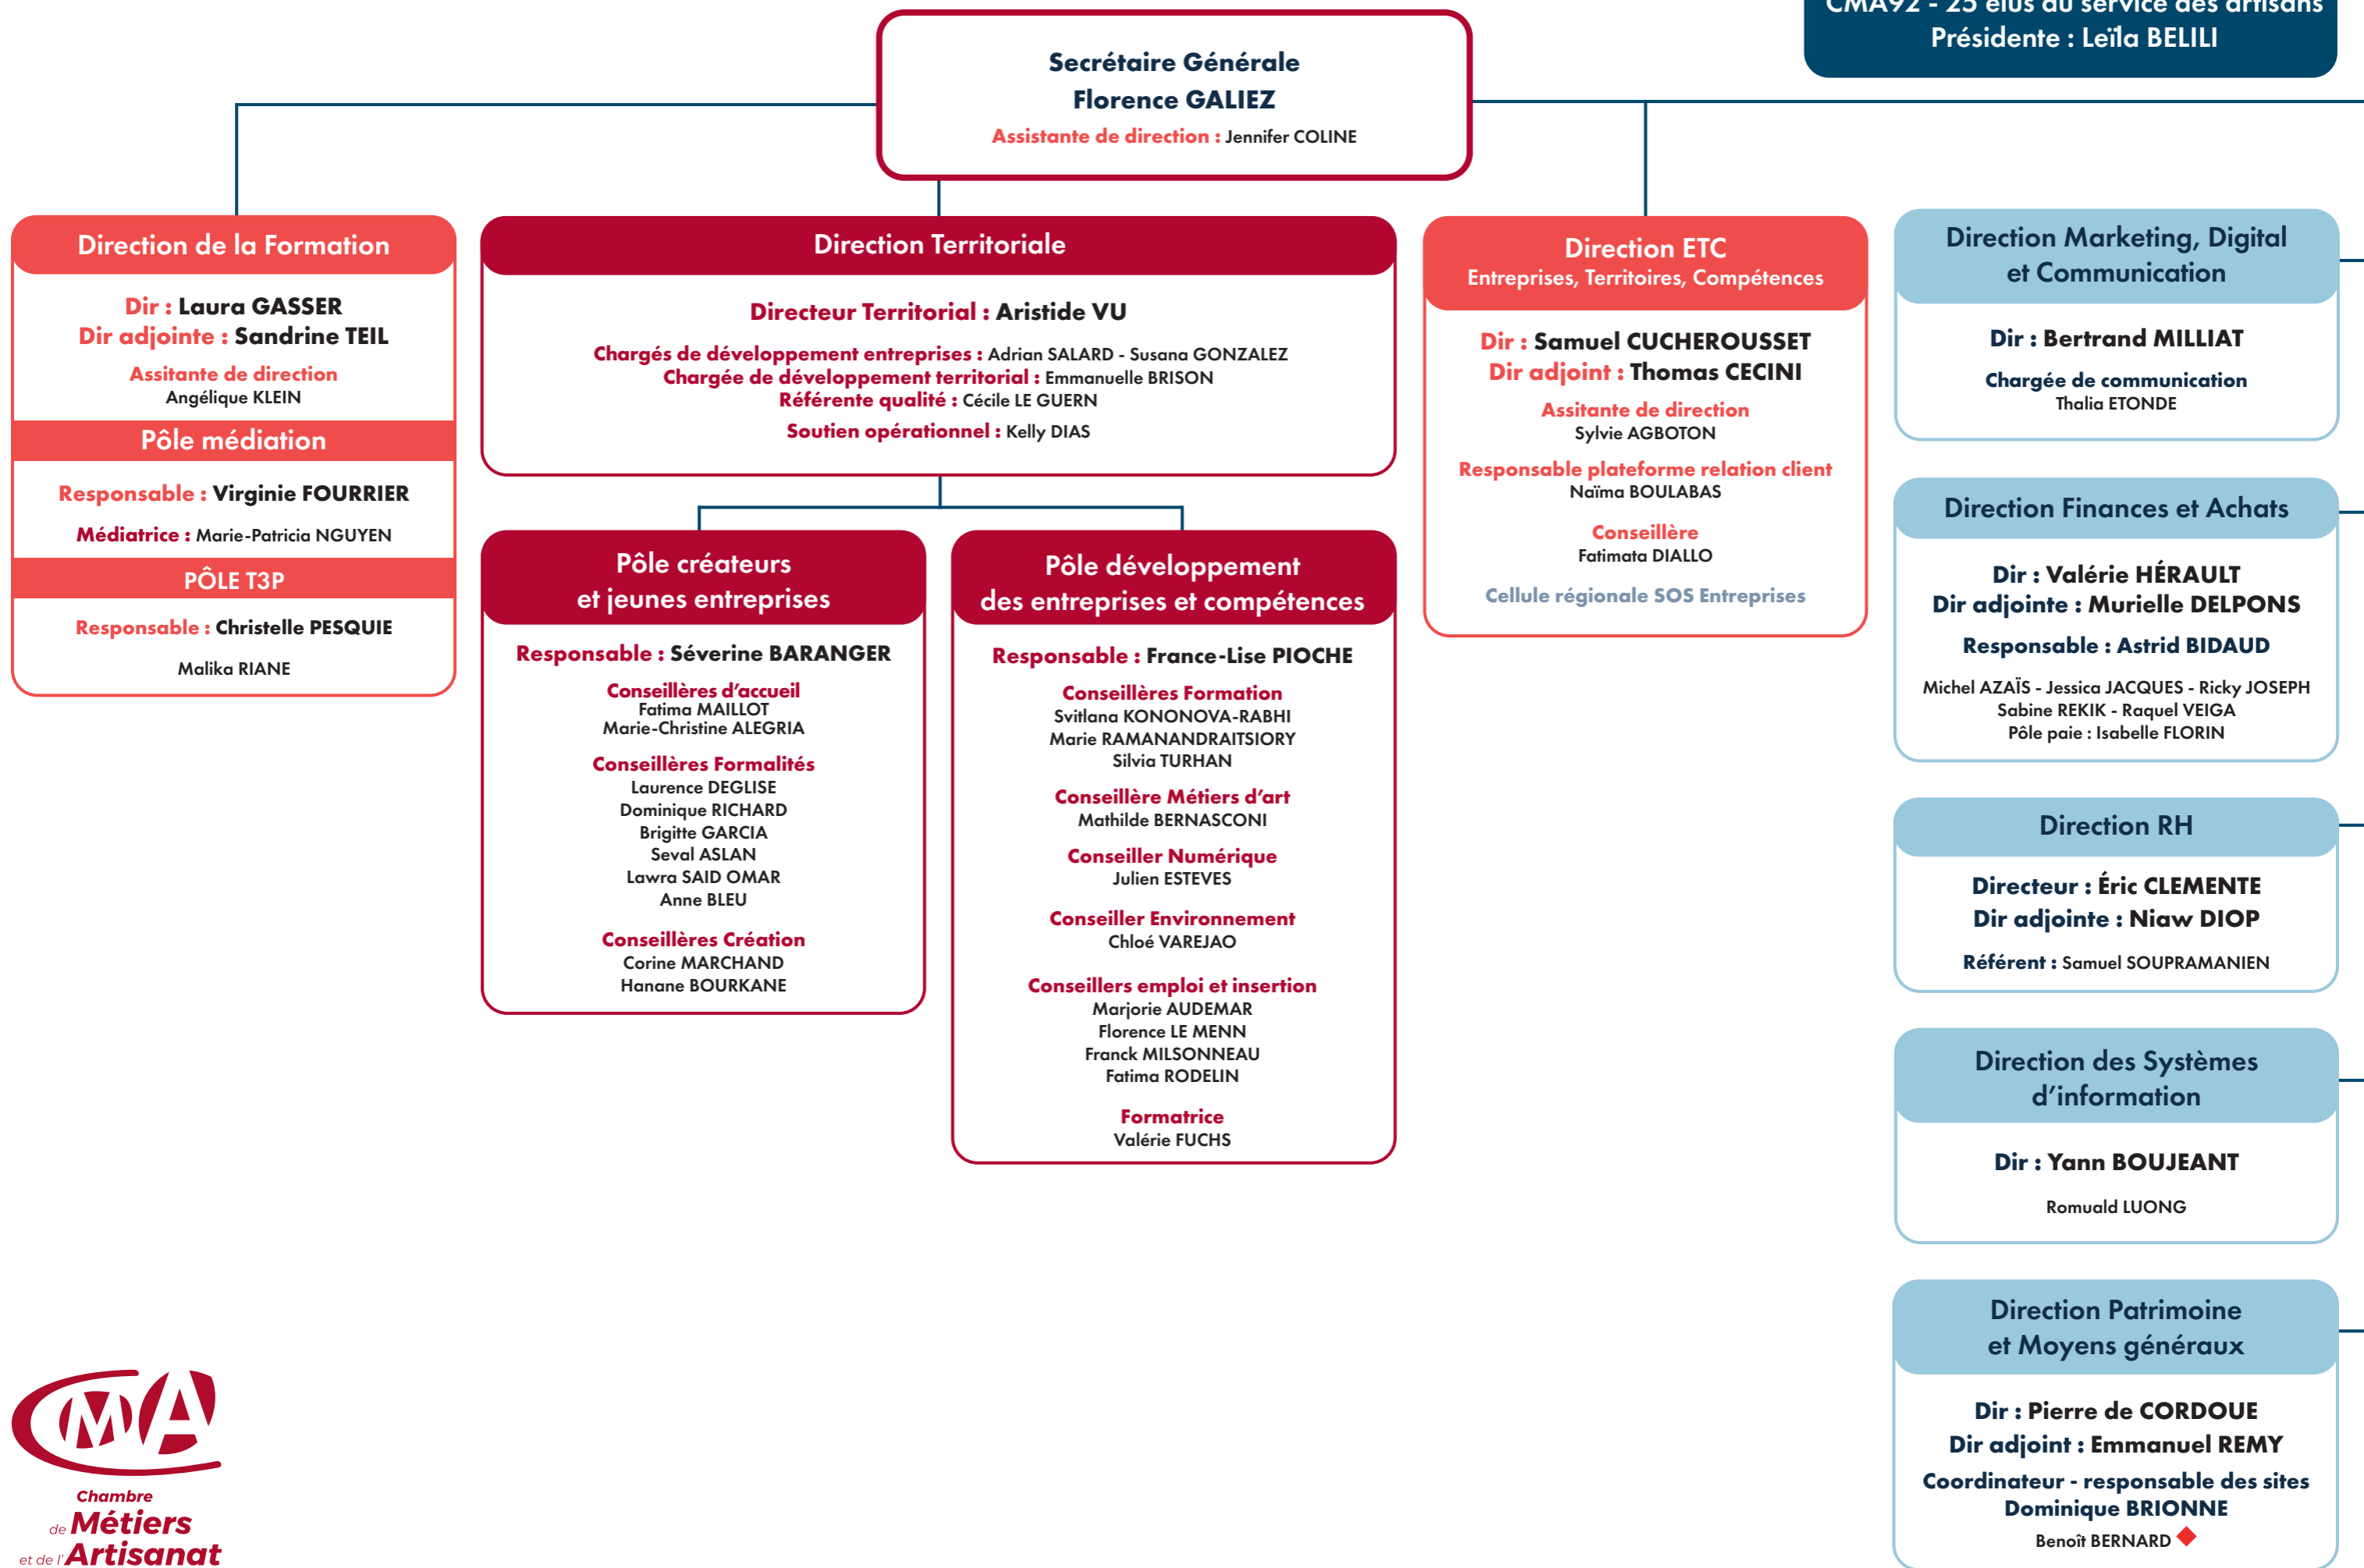 CMA92 - 25 élus au service des artisans
Présidente : Leïla BELILI
Secrétaire Générale
Florence GALIEZ
Assistante de direction : Jennifer COLINE
Direction de la Formation
Dir : Laura GASSER
Dir adjointe : Sandrine TEIL
Assitante de direction
Angélique KLEIN
Pôle médiation
Responsable : Virginie FOURRIER
Médiatrice : Marie-Patricia NGUYEN
PÔLE T3P
Responsable : Christelle PESQUIE
Malika RIANE
Direction Territoriale
Directeur Territorial : Aristide VU
Chargés de développement entreprises : Adrian SALARD - Susana GONZALEZ
Chargée de développement territorial : Emmanuelle BRISON
Référente qualité : Cécile LE GUERN
Soutien opérationnel : Kelly DIAS
Pôle créateurs
et jeunes entreprises
Responsable : Séverine BARANGER
Conseillères d’accueil
Fatima MAILLOT
Marie-Christine ALEGRIA
Conseillères Formalités
Laurence DEGLISE
Dominique RICHARD
Brigitte GARCIA
Seval ASLAN
Lawra SAID OMAR
Anne BLEU
Conseillères Création
Corine MARCHAND
Hanane BOURKANE
Pôle développement
des entreprises et compétences
Responsable : France-Lise PIOCHE
Conseillères Formation
Svitlana KONONOVA-RABHI
Marie RAMANANDRAITSIORY
Silvia TURHAN
Conseillère Métiers d’art
Mathilde BERNASCONI
Conseiller Numérique
Julien ESTEVES
Conseiller Environnement
Chloé VAREJAO
Conseillers emploi et insertion
Marjorie AUDEMAR
Florence LE MENN
Franck MILSONNEAU
Fatima RODELIN
Formatrice
Valérie FUCHS
Direction ETC
Entreprises, Territoires, Compétences
Dir : Samuel CUCHEROUSSET
Dir adjoint : Thomas CECINI
Assitante de direction
Sylvie AGBOTON
Responsable plateforme relation client
Naïma BOULABAS
Conseillère
Fatimata DIALLO
Cellule régionale SOS Entreprises
Direction Marketing, Digital
et Communication
Dir : Bertrand MILLIAT
Chargée de communication
Thalia ETONDE
Direction Finances et Achats
Dir : Valérie HÉRAULT
Dir adjointe : Murielle DELPONS
Responsable : Astrid BIDAUD
Michel AZAÏS - Jessica JACQUES - Ricky JOSEPH
Sabine REKIK - Raquel VEIGA
Pôle paie : Isabelle FLORIN
Direction RH
Directeur : Éric CLEMENTE
Dir adjointe : Niaw DIOP
Référent : Samuel SOUPRAMANIEN
Direction des Systèmes
d’information
Dir : Yann BOUJEANT
Romuald LUONG
Direction Patrimoine
et Moyens généraux
Dir : Pierre de CORDOUE
Dir adjoint : Emmanuel REMY
Coordinateur - responsable des sites
Dominique BRIONNE
Benoît BERNARD
CMA
Chambre
de Métiers
et de l’Artisanat